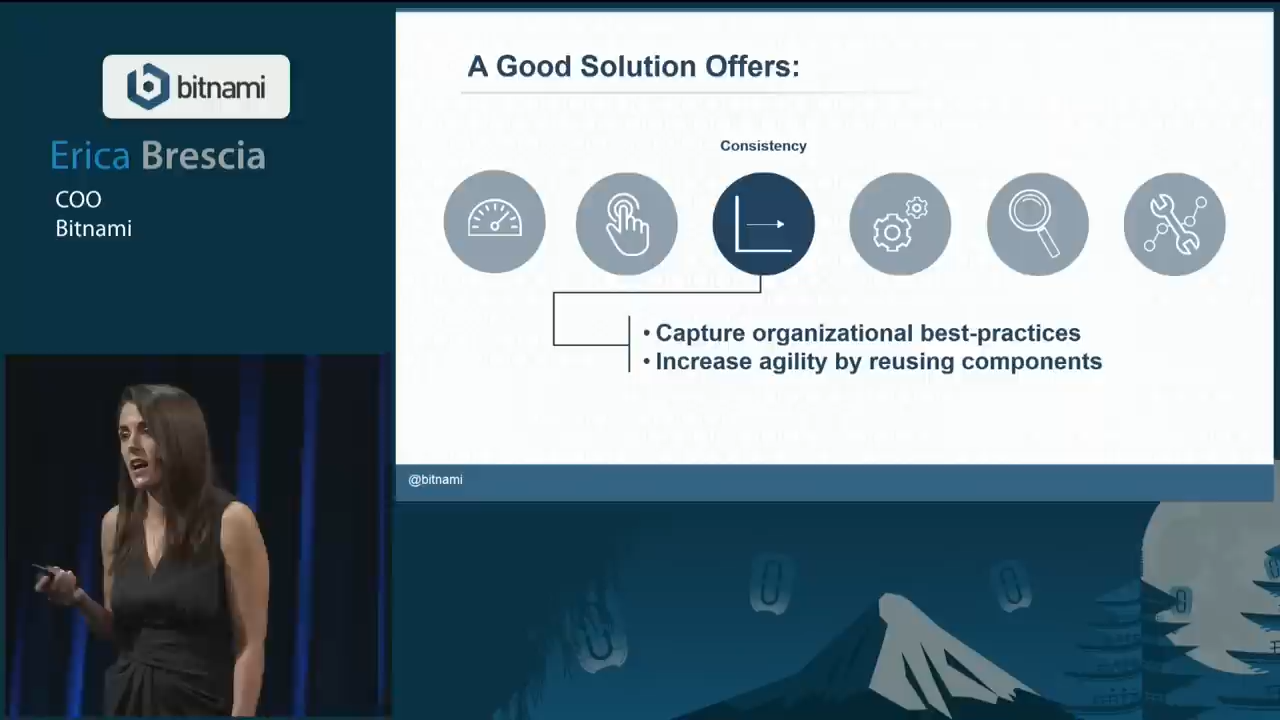 bitnami
Erica Brescia
COO
Bitnami
A Good Solution Offers:
Consistency
• Capture organizational best-practices
• Increase agility by reusing components
@bitnami